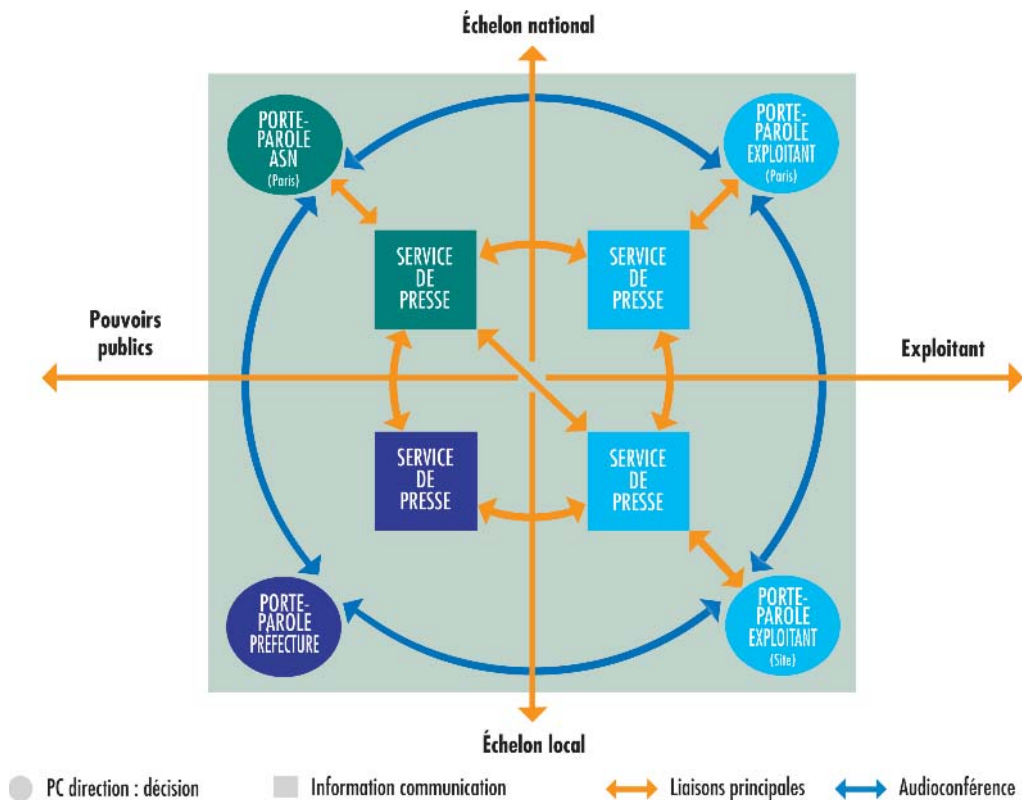 Échelon national
PORTE-
PAROLE
ASN
(Paris)
PORTE-
PAROLE
EXPLOITANT
(Paris)
SERVICE
DE
PRESSE
SERVICE
DE
PRESSE
Pouvoirs
publics
Exploitant
SERVICE
DE
PRESSE
SERVICE
DE
PRESSE
PORTE-
PAROLE
PRÉFECTURE
PORTE-
PAROLE
EXPLOITANT
(Site)
Échelon local
PC direction : décision
Information communication
Liaisons principales
Audioconférence